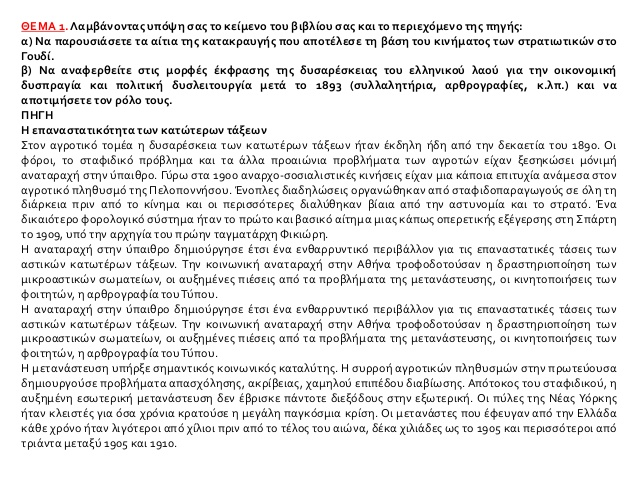 ΘΕΜΑ 1. Λαμβάνοντας υπόψη σας το κείμενο του βιβλίου σας και το περιεχόμενο της πηγής:
α) Να παρουσιάσετε τα αίτια της κατακραυγής που αποτέλεσε τη βάση του κινήματος των στρατιωτικών στο
Γουδί.
β) Να αναφερθείτε στις μορφές έκφρασης της δυσαρέσκειας του ελληνικού λαού για την οικονομική
δυσπραγία και πολιτική δυσλειτουργία μετά το 1893 (συλλαλητήρια, αρθρογραφίες, κ.λπ.) και να
αποτιμήσετε τον ρόλο τους.
ΠΗΓΗ
Η επαναστατικότητα των κατώτερων τάξεων
Στον αγροτικό τομέα η δυσαρέσκεια των κατωτέρων τάξεων ήταν έκδηλη ήδη από την δεκαετία του 1890. Οι
φόροι, το σταφιδικό πρόβλημα και τα άλλα προαιώνια προβλήματα των αγροτών είχαν ξεσηκώσει μόνιμή
αναταραχή στην ύπαιθρο. Γύρω στα 1900 αναρχο-σοσιαλιστικές κινήσεις είχαν μια κάποια επιτυχία ανάμεσα στον
αγροτικό πληθυσμό της Πελοποννήσου. Ένοπλες διαδηλώσεις οργανώθηκαν από σταφιδοπαραγωγούς σε όλη τη
διάρκεια πριν από το κίνημα και οι περισσότερες διαλύθηκαν βίαια από την αστυνομία και το στρατό. Ένα
δικαιότερο φορολογικό σύστημα ήταν το πρώτο και βασικό αίτημα μιας κάπως οπερετικής εξέγερσης στη Σπάρτη
το 1909, υπό την αρχηγία του πρώην ταγματάρχη Φικιώρη.
Η αναταραχή στην ύπαιθρο δημιούργησε έτσι ένα ενθαρρυντικό περιβάλλον για τις επαναστατικές τάσεις των
αστικών κατωτέρων τάξεων. Την κοινωνική αναταραχή στην Αθήνα τροφοδοτούσαν η δραστηριοποίηση των
μικροαστικών σωματείων, οι αυξημένες πιέσεις από τα προβλήματα της μετανάστευσης, οι κινητοποιήσεις των
φοιτητών, η αρθρογραφία του Τύπου.
Η αναταραχή στην ύπαιθρο δημιούργησε έτσι ένα ενθαρρυντικό περιβάλλον για τις επαναστατικές τάσεις των
αστικών κατωτέρων τάξεων. Την κοινωνική αναταραχή στην Αθήνα τροφοδοτούσαν η δραστηριοποίηση των
μικροαστικών σωματείων, οι αυξημένες πιέσεις από τα προβλήματα της μετανάστευσης, οι κινητοποιήσεις των
φοιτητών, η αρθρογραφία του Τύπου.
Η μετανάστευση υπήρξε σημαντικός κοινωνικός καταλύτης. Η συρροή αγροτικών πληθυσμών στην πρωτεύουσα
δημιουργούσε προβλήματα απασχόλησης, ακρίβειας, χαμηλού επιπέδου διαβίωσης. Απότοκος του σταφιδικού, η
αυξημένη εσωτερική μετανάστευση δεν έβρισκε πάντοτε διεξόδους στην εξωτερική. Οι πύλες της Νέας Υόρκης
ήταν κλειστές για όσα χρόνια κρατούσε η μεγάλη παγκόσμια κρίση. Οι μετανάστες που έφευγαν από την Ελλάδα
κάθε χρόνο ήταν λιγότεροι από χίλιοι πριν από το τέλος του αιώνα, δέκα χιλιάδες ως το 1905 και περισσότεροι από
τριάντα μεταξύ 1905 και 1910.